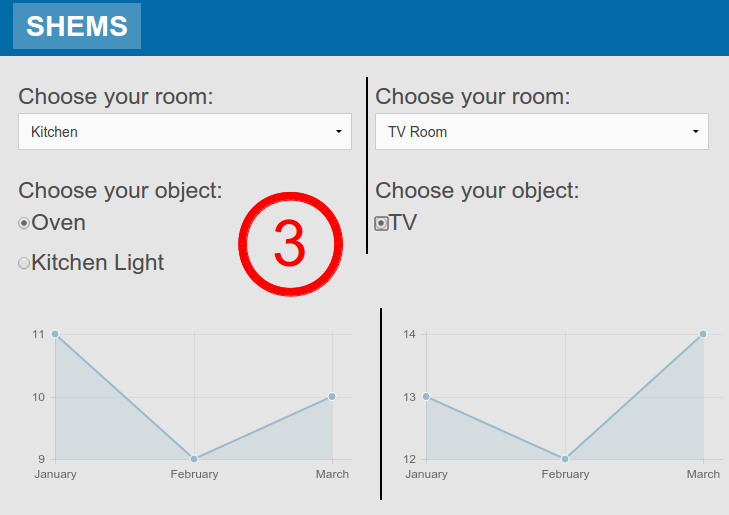 SHEMS
Choose your room:
Kitchen
Choose your object:
Oven
Kitchen Light
Choose your room:
TV Room
Choose your object:
TV
3
11
10
9
January February March
14
13
12
January February March